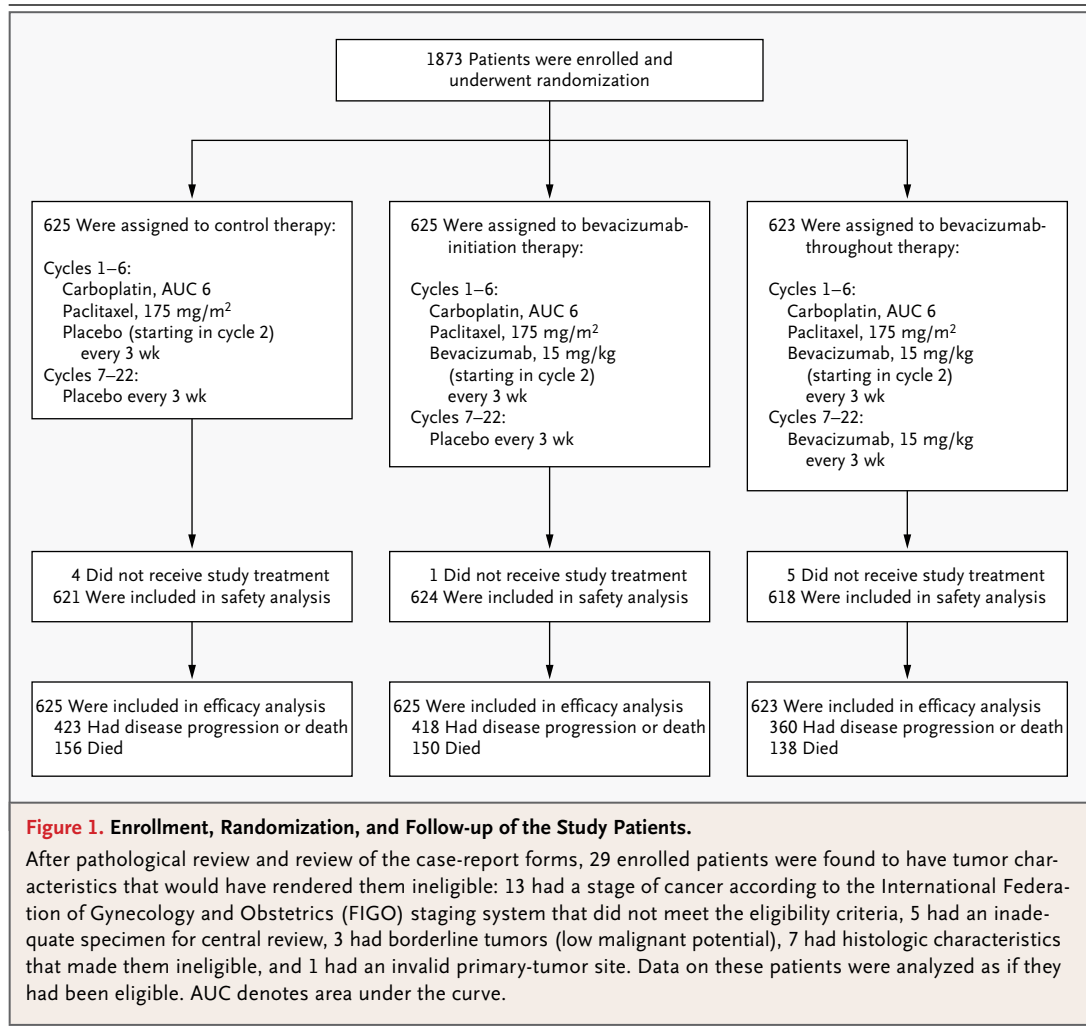 1873 Patients were enrolled and
underwent randomization
625 Were assigned to control therapy:
Cycles 1–6:
Carboplatin, AUC 6
Paclitaxel, 175 mg/m²
Placebo (starting in cycle 2)
every 3 wk
Cycles 7–22:
Placebo every 3 wk
625 Were assigned to bevacizumab-
initiation therapy:
Cycles 1–6:
Carboplatin, AUC 6
Paclitaxel, 175 mg/m²
Bevacizumab, 15 mg/kg
(starting in cycle 2)
every 3 wk
Cycles 7–22:
Placebo every 3 wk
623 Were assigned to bevacizumab-
throughout therapy:
Cycles 1–6:
Carboplatin, AUC 6
Paclitaxel, 175 mg/m²
Bevacizumab, 15 mg/kg
(starting in cycle 2)
every 3 wk
Cycles 7–22:
Bevacizumab, 15 mg/kg
every 3 wk
4 Did not receive study treatment
621 Were included in safety analysis
1 Did not receive study treatment
624 Were included in safety analysis
5 Did not receive study treatment
618 Were included in safety analysis
625 Were included in efficacy analysis
423 Had disease progression or death
156 Died
625 Were included in efficacy analysis
418 Had disease progression or death
150 Died
623 Were included in efficacy analysis
360 Had disease progression or death
138 Died
Figure 1. Enrollment, Randomization, and Follow-up of the Study Patients.
After pathological review and review of the case-report forms, 29 enrolled patients were found to have tumor char-
acteristics that would have rendered them ineligible: 13 had a stage of cancer according to the International Federa-
tion of Gynecology and Obstetrics (FIGO) staging system that did not meet the eligibility criteria, 5 had an inade-
quate specimen for central review, 3 had borderline tumors (low malignant potential), 7 had histologic characteristics
that made them ineligible, and 1 had an invalid primary-tumor site. Data on these patients were analyzed as if they
had been eligible. AUC denotes area under the curve.